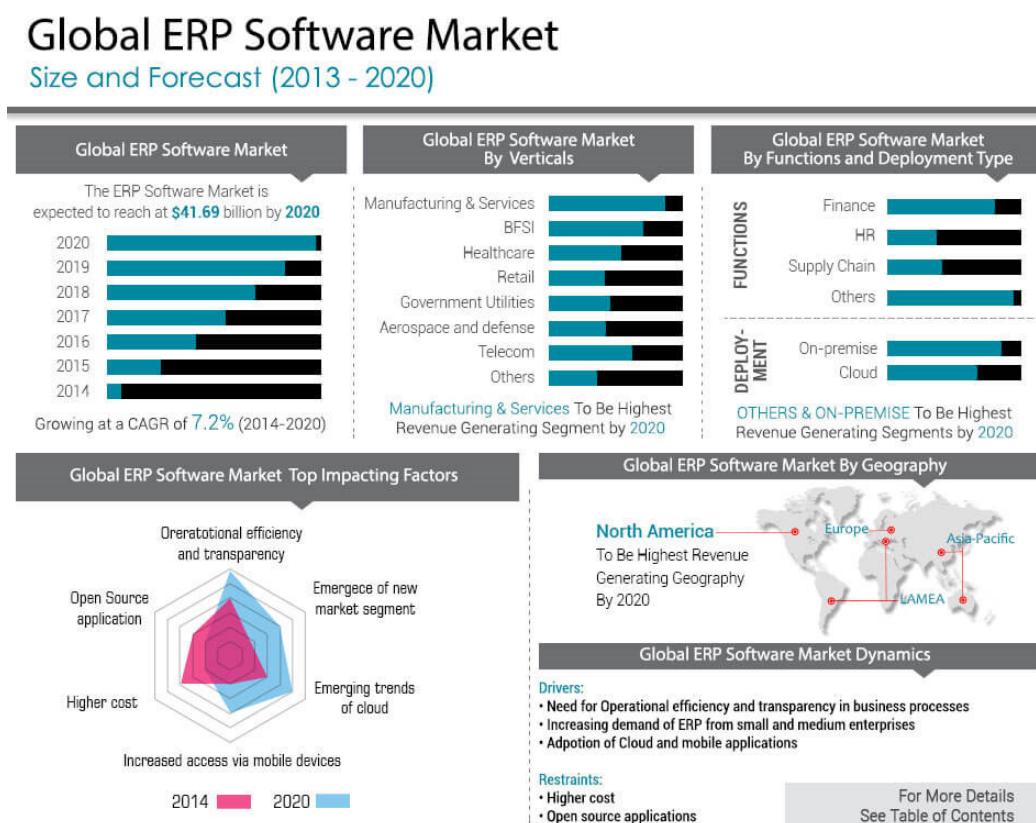 Global ERP Software Market
Size and Forecast (2013 - 2020)
Global ERP Software Market
The ERP Software Market is
expected to reach at $41.69 billion by 2020
2020
2019
2018
2017
2016
2015
2014
Growing at a CAGR of 7.2% (2014-2020)
Global ERP Software Market
By Verticals
Manufacturing & Services
BFSI
Healthcare
Retail
Government Utilities
Aerospace and defense
Telecom
Others
Manufacturing & Services To Be Highest
Revenue Generating Segment by 2020
Global ERP Software Market
By Functions and Deployment Type
FUNCTIONS
Finance
HR
Supply Chain
Others
DEPLOY-
MENT
On-premise
Cloud
OTHERS & ON-PREMISE To Be Highest
Revenue Generating Segments by 2020
Global ERP Software Market Top Impacting Factors
Oreratotional efficiency
and transparency
Emergece of new
market segment
Open Source
application
Higher cost
Emerging trends
of cloud
Increased access via mobile devices
2014
2020
Global ERP Software Market By Geography
North America
To Be Highest Revenue
Generating Geography
By 2020
Europe
Asia-Pacific
LAMEA
Global ERP Software Market Dynamics
Drivers:
• Need for Operational efficiency and transparency in business processes
• Increasing demand of ERP from small and medium enterprises
• Adpotion of Cloud and mobile applications
Restraints:
• Higher cost
• Open source applications
For More Details
See Table of Contents